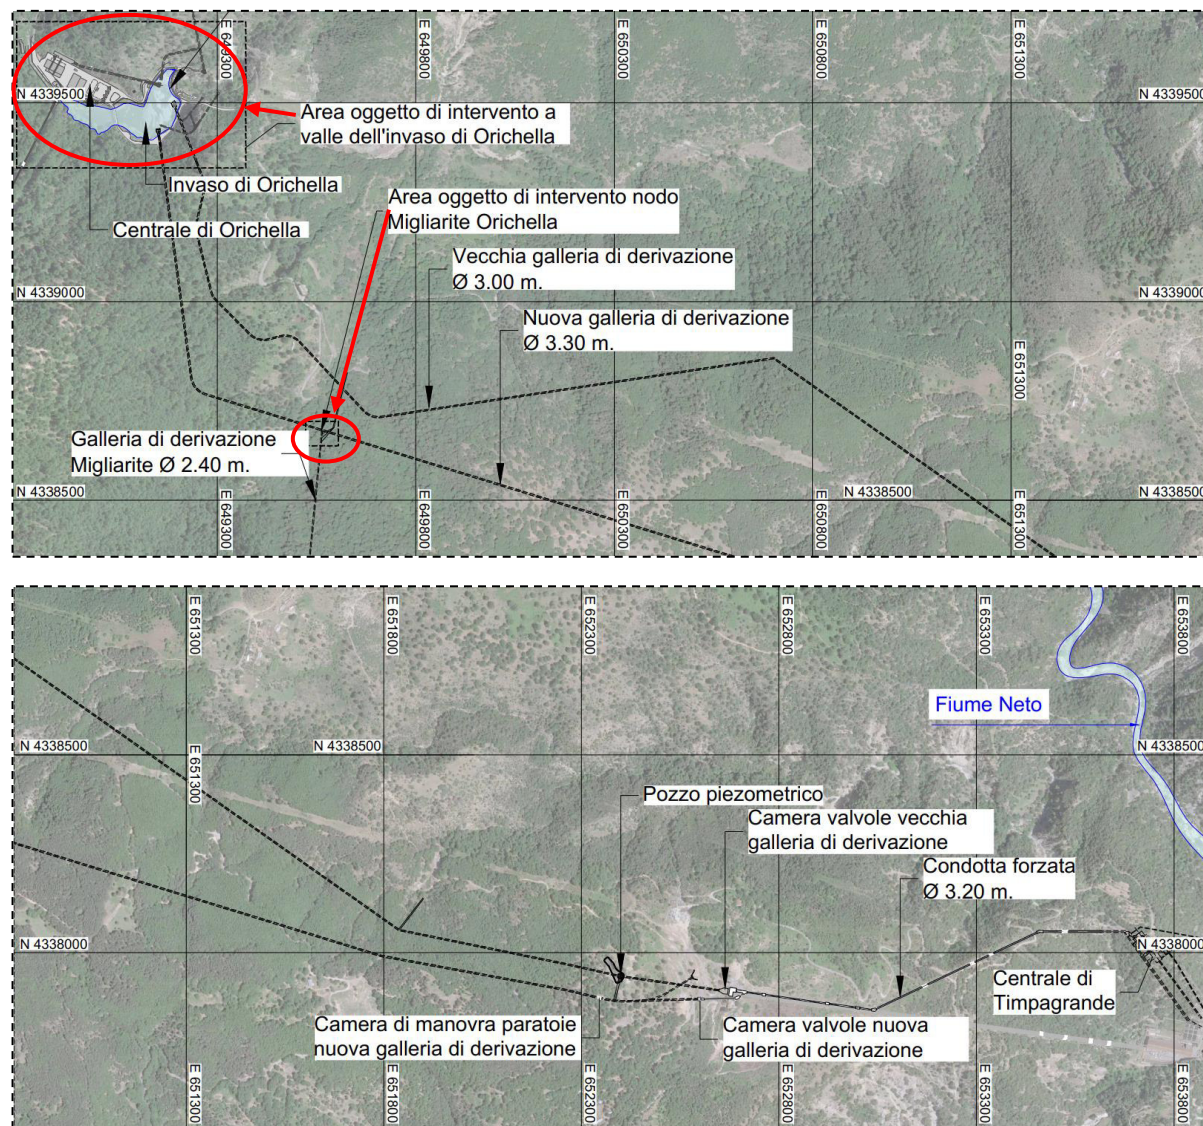 E 649300
E 649800
E 650300
E 650800
E 651300
N 4339500
N 4339500
Area oggetto di intervento a
valle dell'invaso di Orichella
Invaso di Orichella
Centrale di Orichella
Area oggetto di intervento nodo
Migliarite Orichella
Vecchia galleria di derivazione
Ø 3.00 m.
N 4339000
N 4339000
Nuova galleria di derivazione
Ø 3.30 m.
E 651300
Galleria di derivazione
Migliarite Ø 2.40 m.
N 4338500
N 4338500
N 4338500
E 649300
E 649800
E 650300
E 650800
E 651300
E 651300
E 651800
E 652300
E 652800
E 653300
E 653800
Fiume Neto
N 4338500
N 4338500
N 4338500
E 651300
Pozzo piezometrico
Camera valvole vecchia
galleria di derivazione
Condotta forzata
Ø 3.20 m.
N 4338000
N 4338000
Centrale di
Timpagrande
Camera di manovra paratoie
nuova galleria di derivazione
Camera valvole nuova
galleria di derivazione
E 651300
E 651800
E 652300
E 652800
E 653300
E 653800